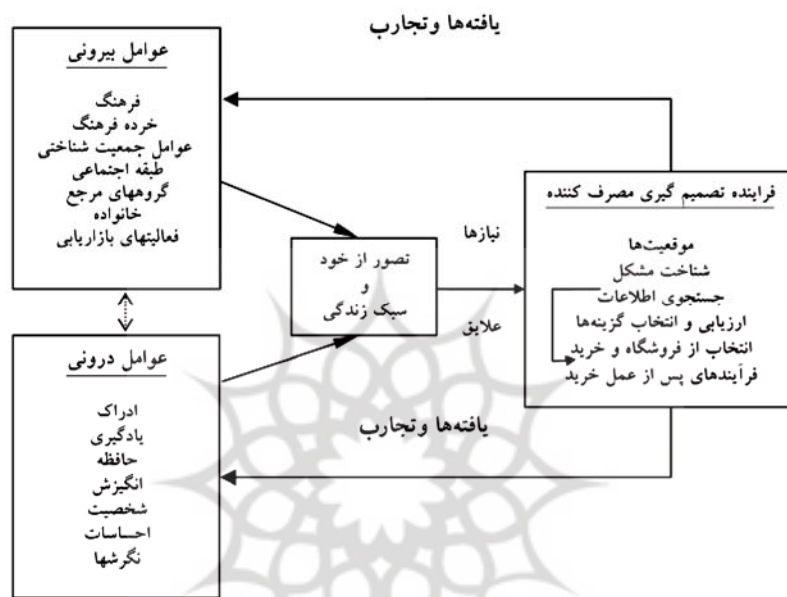 یافته‌ها وتجارب
عوامل بیرونی
فرهنگ
خرده فرهنگ
عوامل جمعیت شناختی
طبقه اجتماعی
گروههای مرجع
خانواده
فعالیتهای بازاریابی
فراینده تصمیم گیری مصرف کننده
موقعیت‌ها
شناخت مشکل
جستجوی اطلاعات
ارزیابی و انتخاب گزینه‌ها
انتخاب از فروشگاه و خرید
فرآیندهای پس از عمل خرید
نیازها
علایق
تصور از خود
و
سبک زندگی
عوامل درونی
ادراک
یادگیری
حافظه
انگیزش
شخصیت
احساسات
نگرشها
یافته‌ها وتجارب